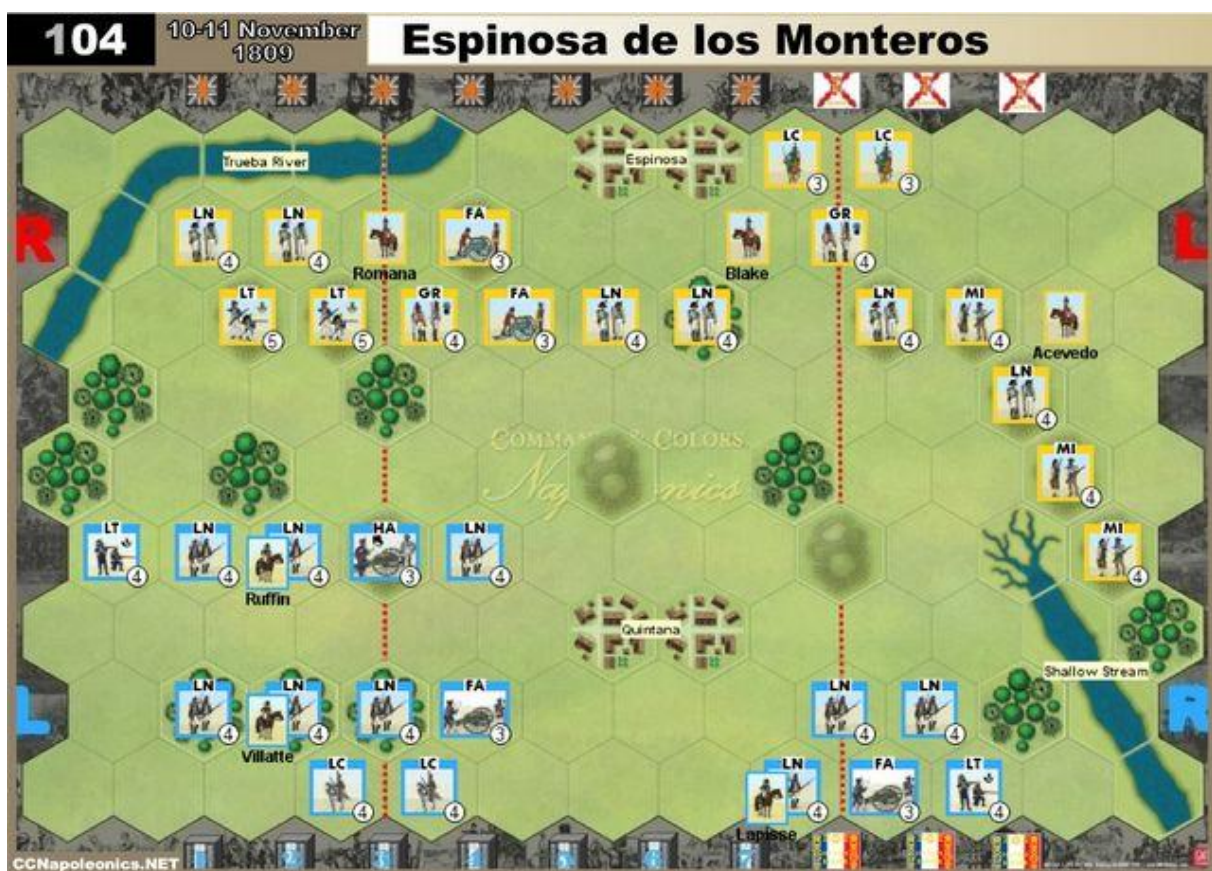 104
10-11 November
1809
Espinosa de los Monteros
Trueba River
Espinosa
LC 3
LC 3
R
LN 4
LN 4
Romana
FA 3
Blake
GR 4
L
LT 5
LT 5
GR 4
FA 3
LN 4
LN 4
LN 4
MI 4
Acevedo
LN 4
& COLORS
MI 4
LT 4
LN 4
LN 4
Ruffin
HA 3
LN 4
MI 4
Quintana
Shallow Stream
L
LN 4
LN 4
Villatte
LN 4
FA 3
LN 4
LN 4
R
LC 4
LC 4
LN 4
Lapisse
FA 3
LT 4
CCNapoleonics.NET